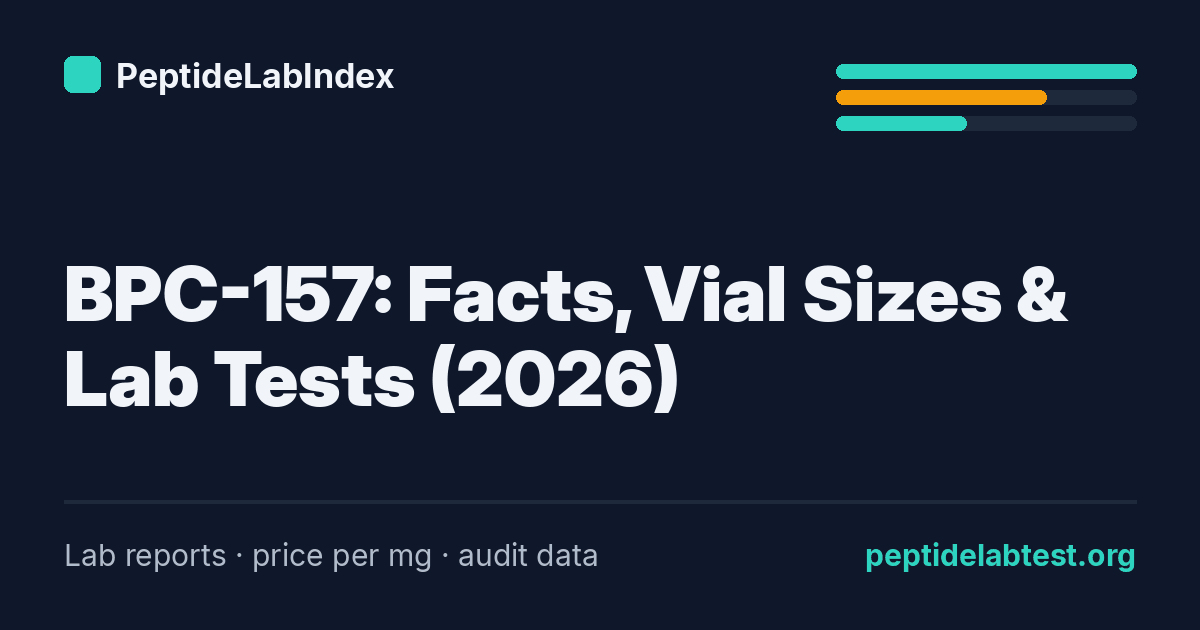 PeptideLabIndex
BPC-157: Facts, Vial Sizes &
Lab Tests (2026)
Lab reports · price per mg · audit data
peptidelabtest.org